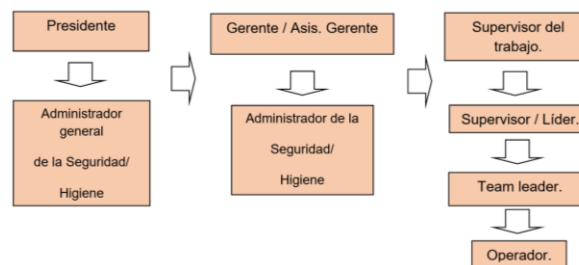 Presidente
Administrador
general
de la Seguridad/
Higiene
Gerente / Asis. Gerente
Administrador de la
Seguridad/
Higiene
Supervisor del
trabajo.
Supervisor / Líder.
Team leader.
Operador.